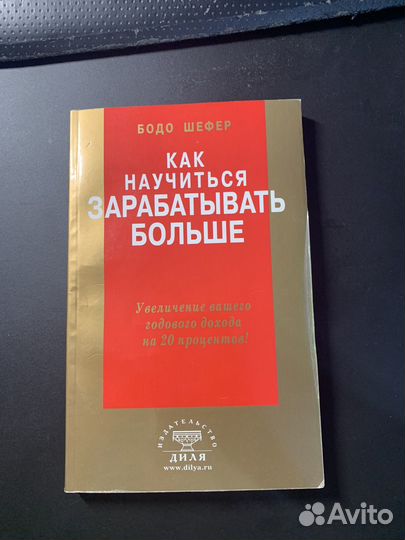 БОДО ШЕФЕР
КАК
НАУЧИТЬСЯ
ЗАРАБАТЫВАТЬ
БОЛЬШЕ
Увеличение вашего
годового дохода
на 20 процентов!
ИЗДАТЕЛЬСТВО
ДИЛЯ
www.dilya.ru
Avito